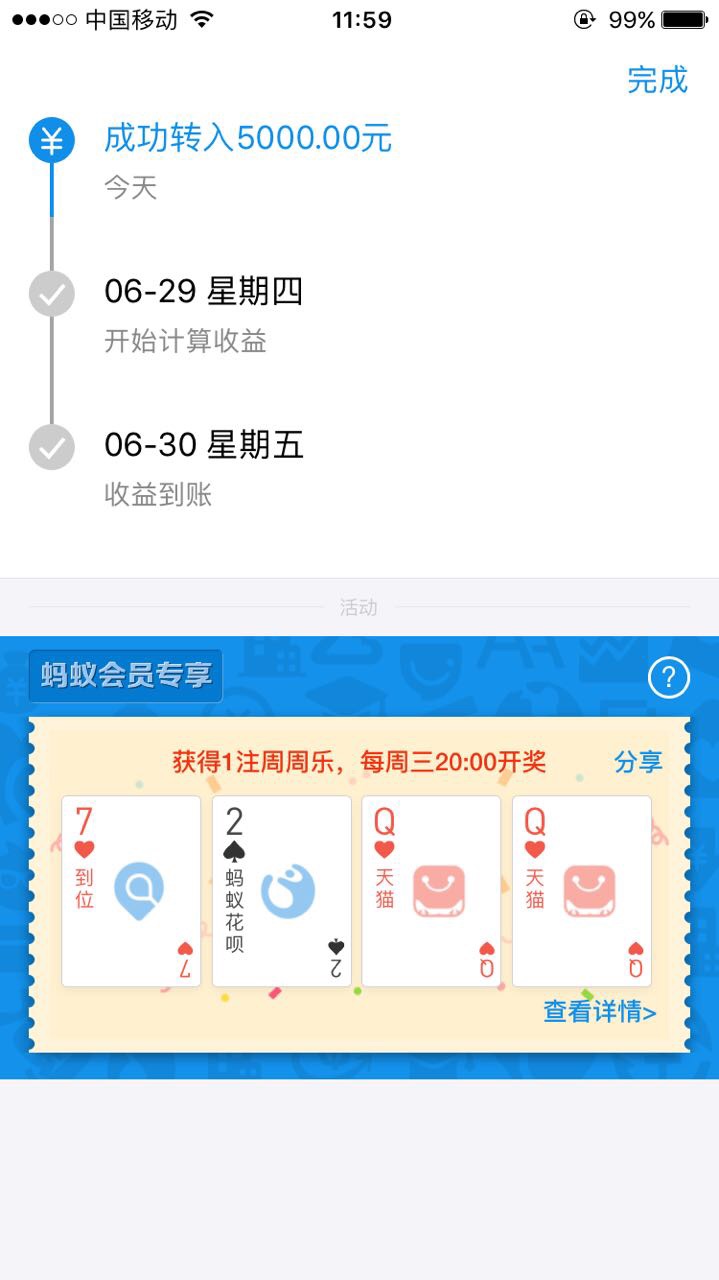 中国移动 11:59 99%
完成
¥ 成功转入5000.00元
今天
06-29 星期四
开始计算收益
06-30 星期五
收益到账
活动
蚂蚁会员专享 ?
获得1注周周乐，每周三20:00开奖 分享
7 到位 7
2 蚂蚁花呗 2
Q 天猫 Q
Q 天猫 Q
查看详情>